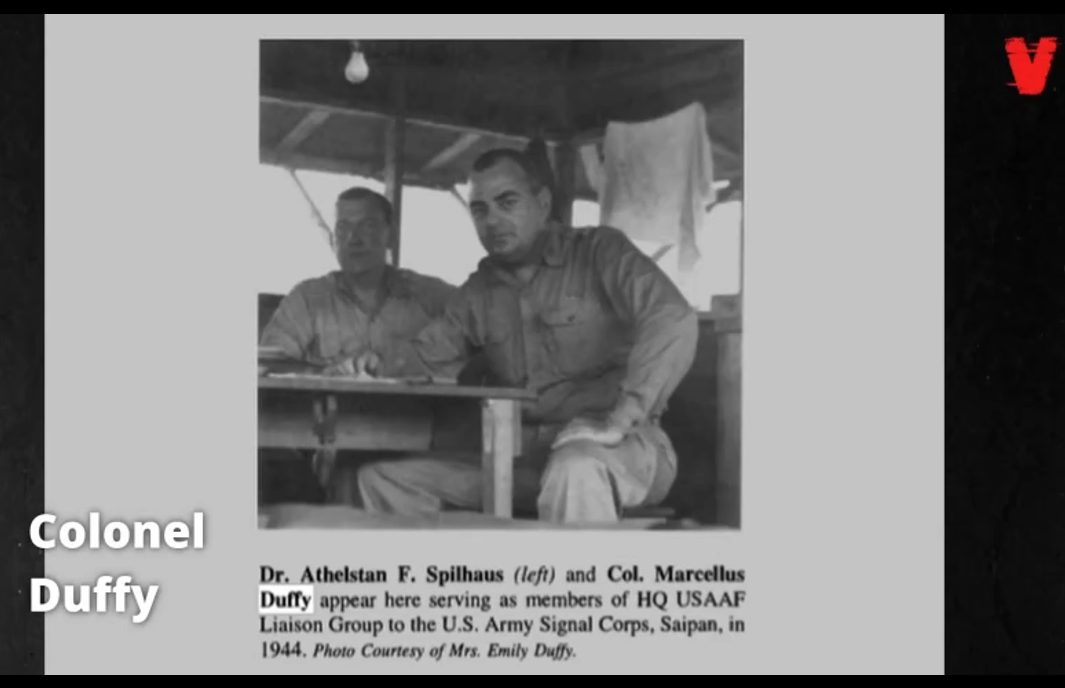 V
Colonel
Duffy
Dr. Athelstan F. Spilhaus (left) and Col. Marcellus
Duffy appear here serving as members of HQ USAAF
Liaison Group to the U.S. Army Signal Corps, Saipan, in
1944. Photo Courtesy of Mrs. Emily Duffy.